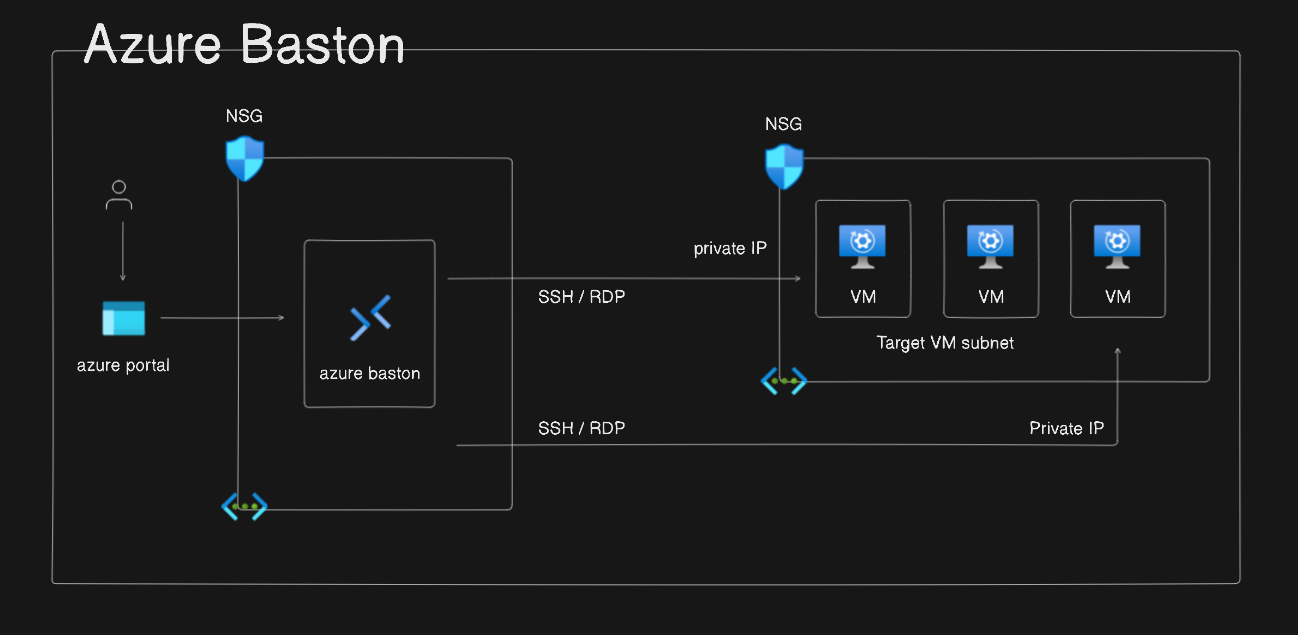 Azure Baston
NSG
NSG
private IP
SSH / RDP
VM
VM
VM
Target VM subnet
azure portal
azure baston
SSH / RDP
Private IP